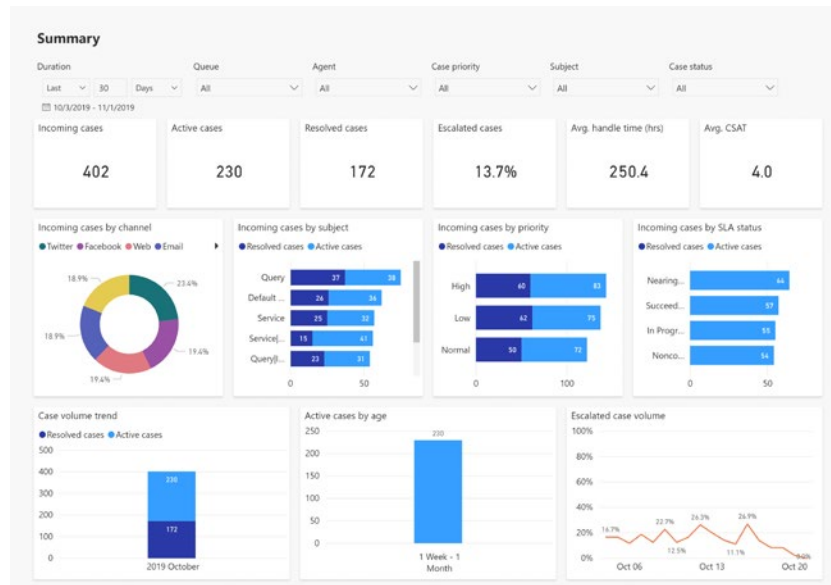 Summary
Duration Queue Agent Case priority Subject Case status
Last 30 Days All All All All All
10/3/2019 - 11/1/2019
Incoming cases Active cases Resolved cases Escalated cases Avg. handle time (hrs) Avg. CSAT
402 230 172 13.7% 250.4 4.0
Incoming cases by channel
Twitter Facebook Web Email
18.9% 23.4%
18.9% 19.4%
19.4%
Incoming cases by subject
Resolved cases Active cases
Query 37 38
Default ... 26 36
Service 25 32
Service|... 15 41
Query|I... 23 31
0 50
Incoming cases by priority
Resolved cases Active cases
High 60 83
Low 62 75
Normal 50 72
0 100
Incoming cases by SLA status
Resolved cases Active cases
Nearing... 64
Succeed... 57
In Progr... 55
Nonco... 54
0 50
Case volume trend
Resolved cases Active cases
500
400
300
200
100
0
230
172
2019 October
Active cases by age
250
200
150
100
50
0
230
1 Week - 1
Month
Escalated case volume
100%
80%
60%
40%
20%
0%
16.7% 22.7% 26.3% 26.9%
12.5% 11.1% 0.0%
Oct 06 Oct 13 Oct 20